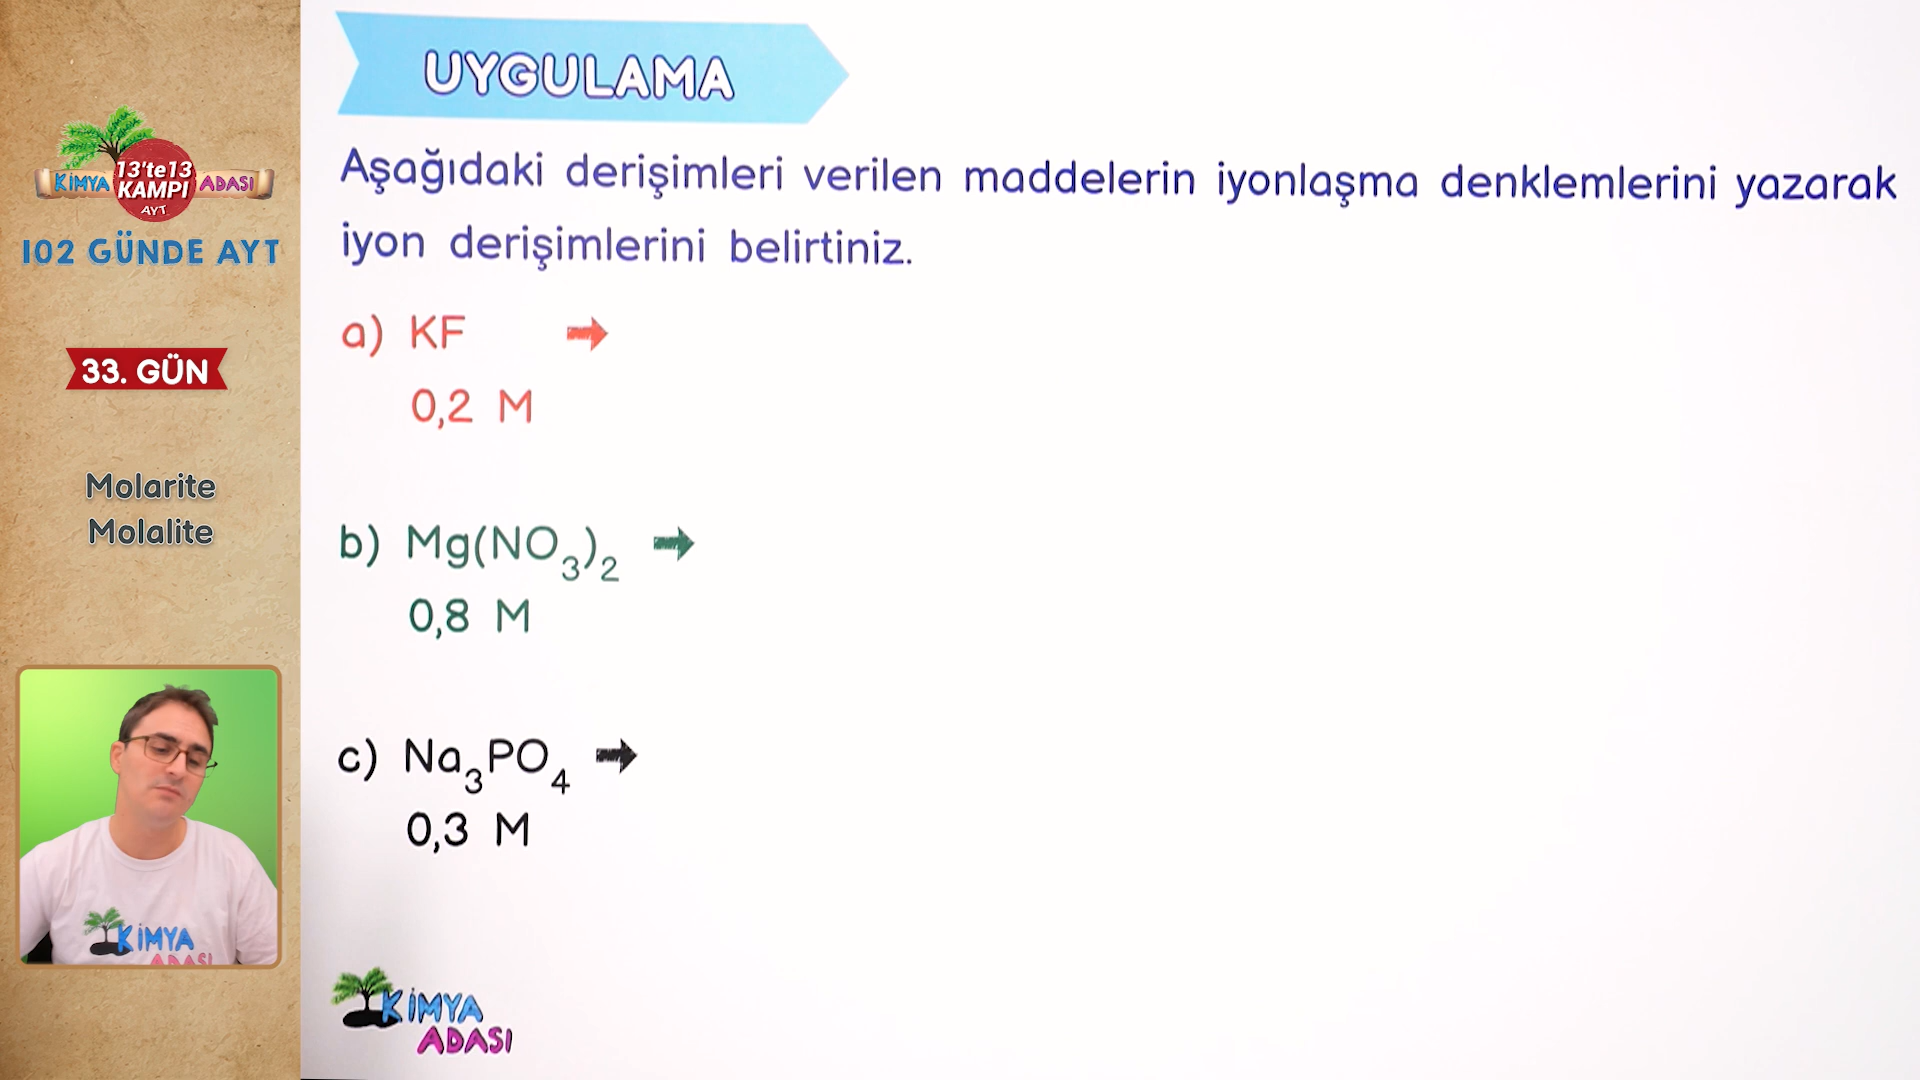 UYGULAMA
Aşağıdaki derişimleri verilen maddelerin iyonlaşma denklemlerini yazarak
iyon derişimlerini belirtiniz.
a) KF ➡
0,2 M
b) Mg(NO₃)₂ ➡
0,8 M
c) Na₃PO₄ ➡
0,3 M
KİMYA
ADASI
13'te13
KİMYA KAMPI ADASI
AYT
102 GÜNDE AYT
33. GÜN
Molarite
Molalite
KİMYA
ADASI